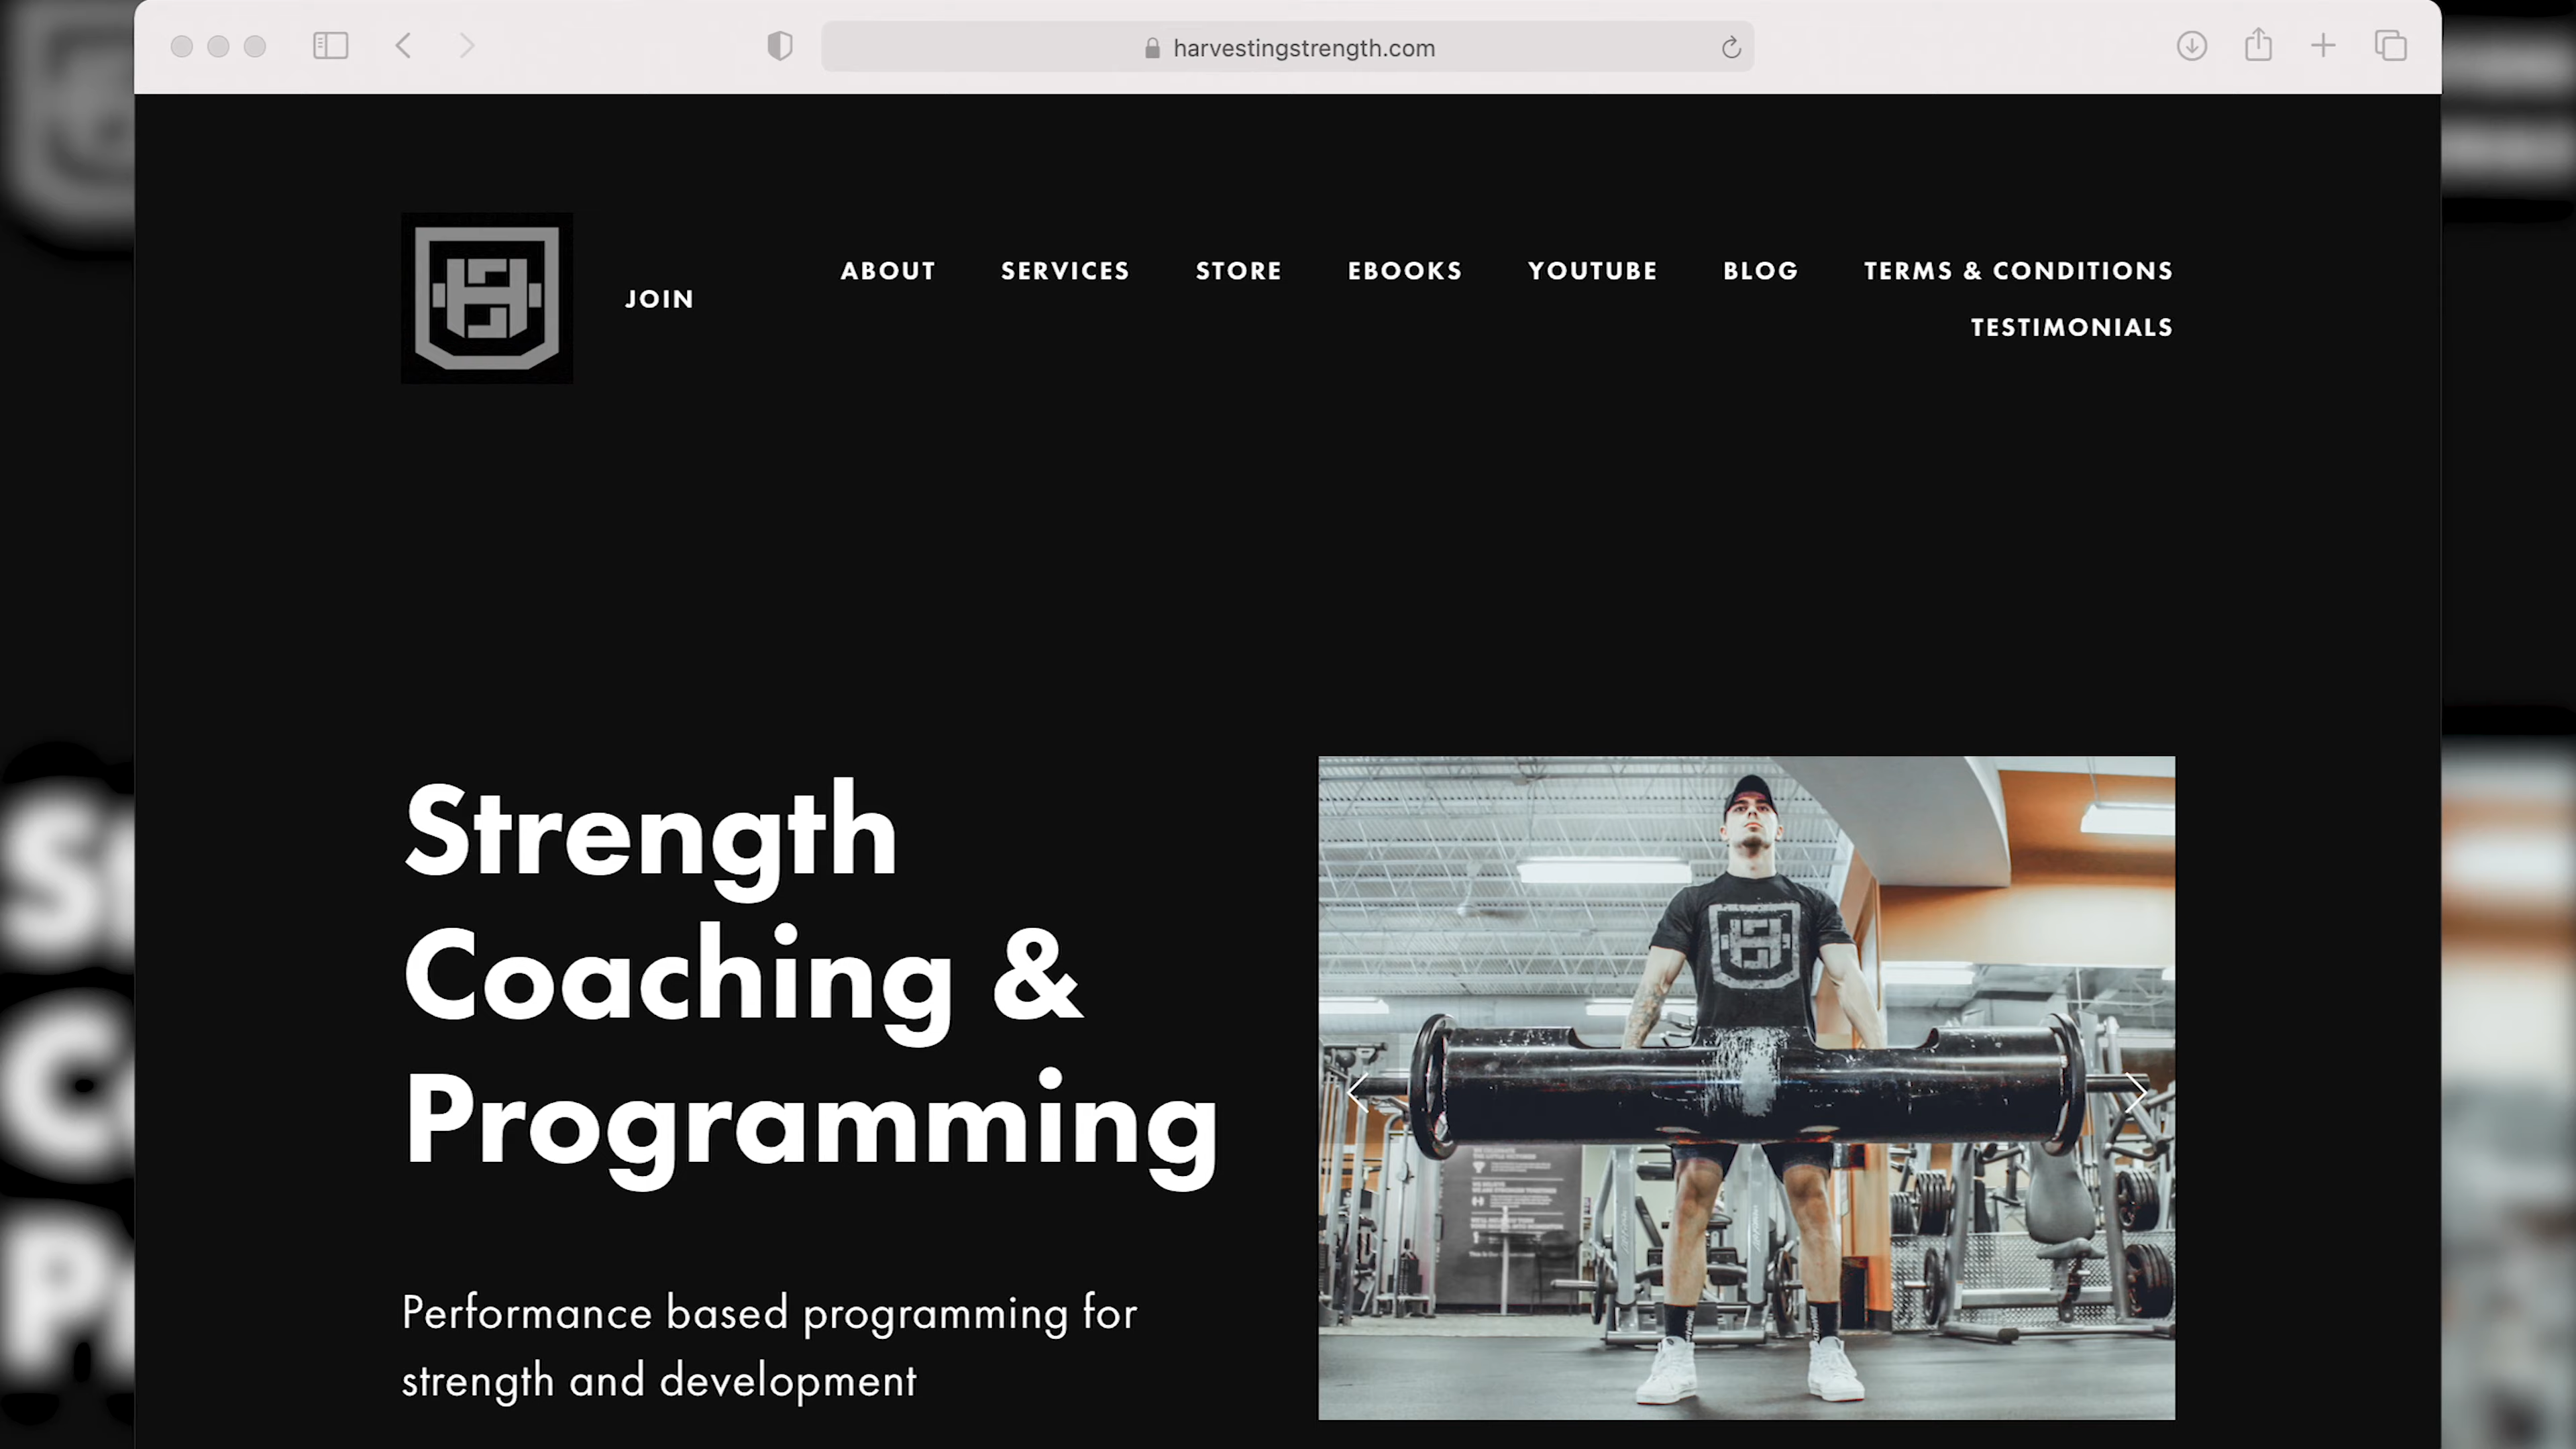 harvestingstrength.com
JOIN
ABOUT SERVICES STORE EBOOKS YOUTUBE BLOG TERMS & CONDITIONS
TESTIMONIALS
Strength
Coaching &
Programming
Performance based programming for
strength and development